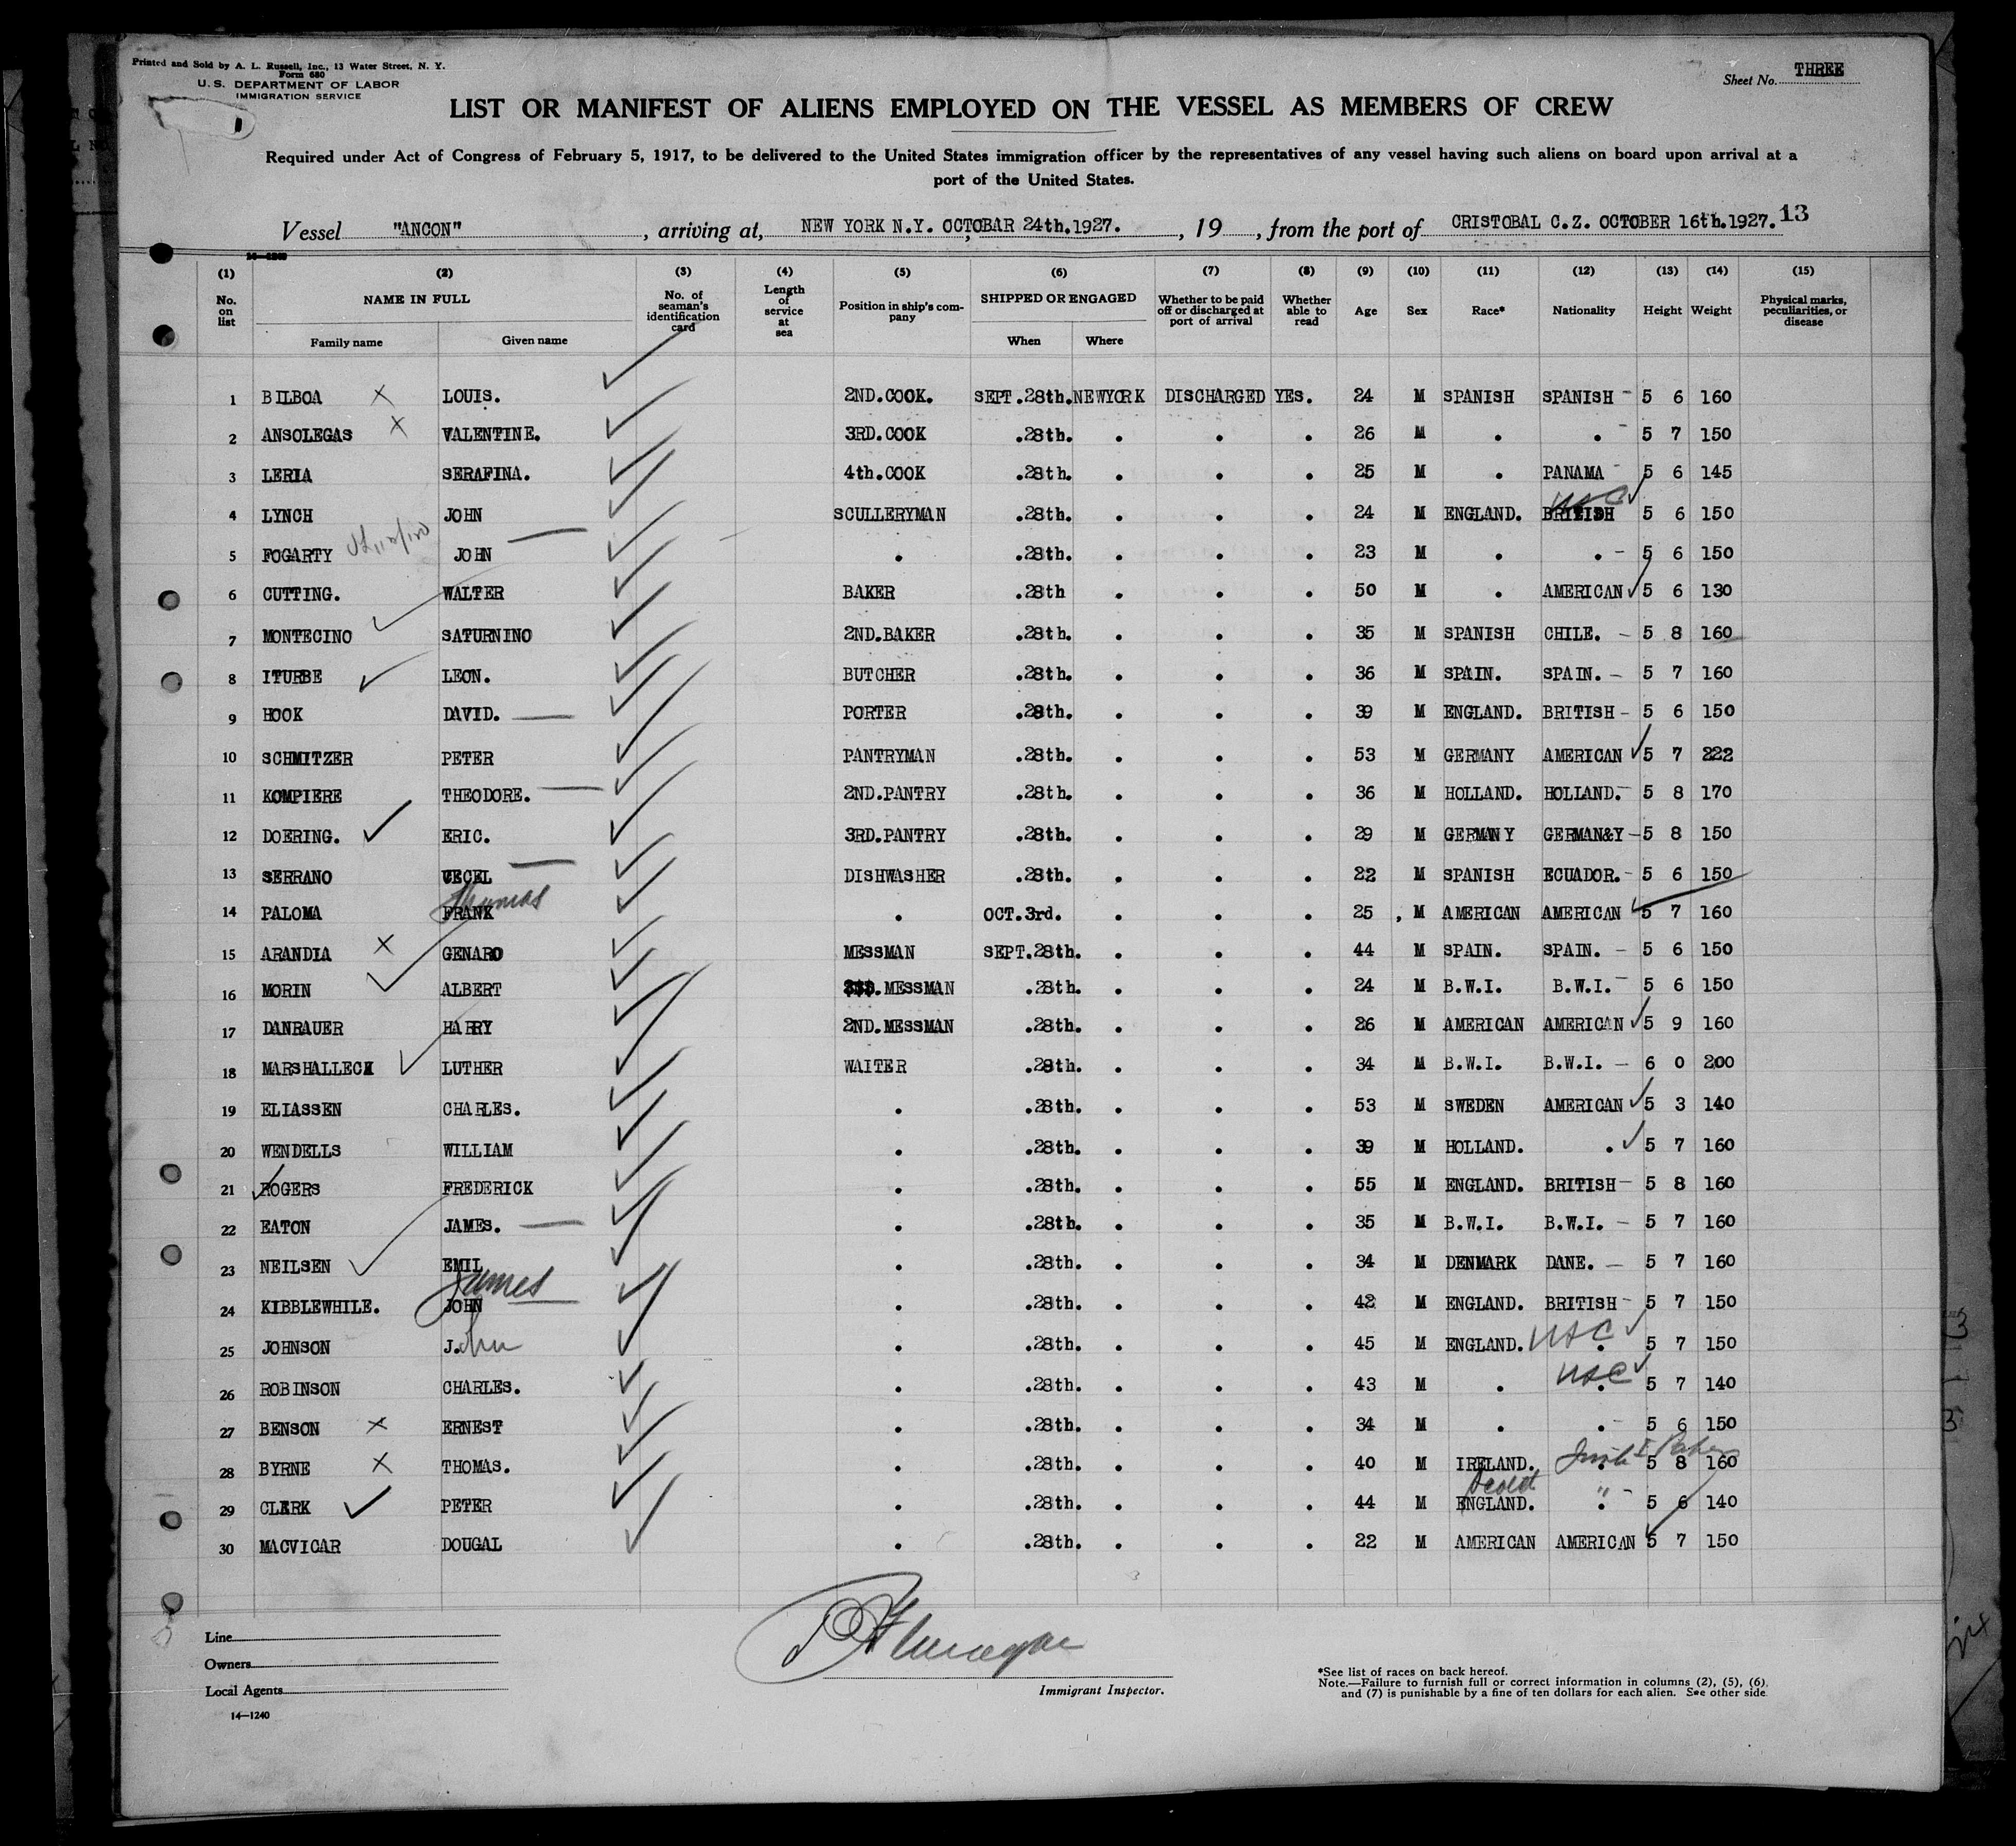 Printed and Sold by A. L. Russell, Inc., 13 Water Street, N. Y.
Form 680
U. S. DEPARTMENT OF LABOR
IMMIGRATION SERVICE
Sheet No. THREE
LIST OR MANIFEST OF ALIENS EMPLOYED ON THE VESSEL AS MEMBERS OF CREW
Required under Act of Congress of February 5, 1917, to be delivered to the United States immigration officer by the representatives of any vessel having such aliens on board upon arrival at a
port of the United States.
13
Vessel "ANCON", arriving at, NEW YORK N.Y. OCTOBAR 24th.1927., 19, from the port of CRISTOBAL C.Z. OCTOBER 16th.1927.
14—1240
(1) (2) (3) (4) (5) (6) (7) (8) (9) (10) (11) (12) (13) (14) (15)
No. on list NAME IN FULL Family name Given name No. of seaman's identification card Length of service at sea Position in ship's company SHIPPED OR ENGAGED When Where Whether to be paid off or discharged at port of arrival Whether able to read Age Sex Race* Nationality Height Weight Physical marks, peculiarities, or disease
1 BILBOA X LOUIS. 2ND.COOK. SEPT.28th. NEWYORK DISCHARGED YES. 24 M SPANISH SPANISH - 5 6 160
2 ANSOLEGAS X VALENTINE. 3RD.COOK .28th. . . . 26 M . . - 5 7 150
3 LERIA SERAFINA. 4th.COOK .28th. . . . 25 M . PANAMA - 5 6 145
4 LYNCH JOHN SCULLERYMAN .28th. . . . 24 M ENGLAND. BRITISH USC 5 6 150
5 FOGARTY JOHN . .28th. . . . 23 M . . - 5 6 150
6 CUTTING. WALTER BAKER .28th . . . 50 M . AMERICAN 5 6 130
7 MONTECINO SATURNINO 2ND.BAKER .28th. . . . 35 M SPANISH CHILE. - 5 8 160
8 ITURBE LEON. BUTCHER .28th. . . . 36 M SPAIN. SPAIN. - 5 7 160
9 HOOK DAVID. PORTER .28th. . . . 39 M ENGLAND. BRITISH - 5 6 150
10 SCHMITZER PETER PANTRYMAN .28th. . . . 53 M GERMANY AMERICAN 5 7 222
11 KOMPIERE THEODORE. 2ND.PANTRY .28th. . . . 36 M HOLLAND. HOLLAND. - 5 8 170
12 DOERING. ERIC. 3RD.PANTRY .28th. . . . 29 M GERMANY GERMAN&Y - 5 8 150
13 SERRANO CECEL DISHWASHER .28th. . . . 22 M SPANISH ECUADOR. - 5 6 150
14 PALOMA FRANK Thomas . OCT.3rd. . . . 25 , M AMERICAN AMERICAN 5 7 160
15 ARANDIA X GENARO MESSMAN SEPT.28th. . . . 44 M SPAIN. SPAIN. - 5 6 150
16 MORIN ALBERT .MESSMAN .28th. . . . 24 M B.W.I. B.W.I. - 5 6 150
17 DANRAUER HARRY 2ND.MESSMAN .28th. . . . 26 M AMERICAN AMERICAN 5 9 160
18 MARSHALLECK LUTHER WAITER .28th. . . . 34 M B.W.I. B.W.I. - 6 0 200
19 ELIASSEN CHARLES. . .28th. . . . 53 M SWEDEN AMERICAN 5 3 140
20 WENDELLS WILLIAM . .28th. . . . 39 M HOLLAND. . 5 7 160
21 ROGERS FREDERICK . .28th. . . . 55 M ENGLAND. BRITISH - 5 8 160
22 EATON JAMES. . .28th. . . . 35 M B.W.I. B.W.I. - 5 7 160
23 NEILSEN EMIL . .28th. . . . 34 M DENMARK DANE. - 5 7 160
24 KIBBLEWHILE. JOHN James . .28th. . . . 42 M ENGLAND. BRITISH - 5 7 150
25 JOHNSON J.ohn . .28th. . . . 45 M ENGLAND. . USC 5 7 150
26 ROBINSON CHARLES. . .28th. . . . 43 M . . USC 5 7 140
27 BENSON X ERNEST . .28th. . . . 34 M . . - 5 6 150
28 BYRNE X THOMAS. . .28th. . . . 40 M IRELAND. . Irish 5 8 160
29 CLERK PETER . .28th. . . . 44 M ENGLAND. Scotch . " - 5 6 140
30 MACVICAR DOUGAL . .28th. . . . 22 M AMERICAN AMERICAN 5 7 150
Line
Owners
Local Agents
14—1240
Immigrant Inspector.
*See list of races on back hereof.
Note.—Failure to furnish full or correct information in columns (2), (5), (6),
and (7) is punishable by a fine of ten dollars for each alien. See other side.